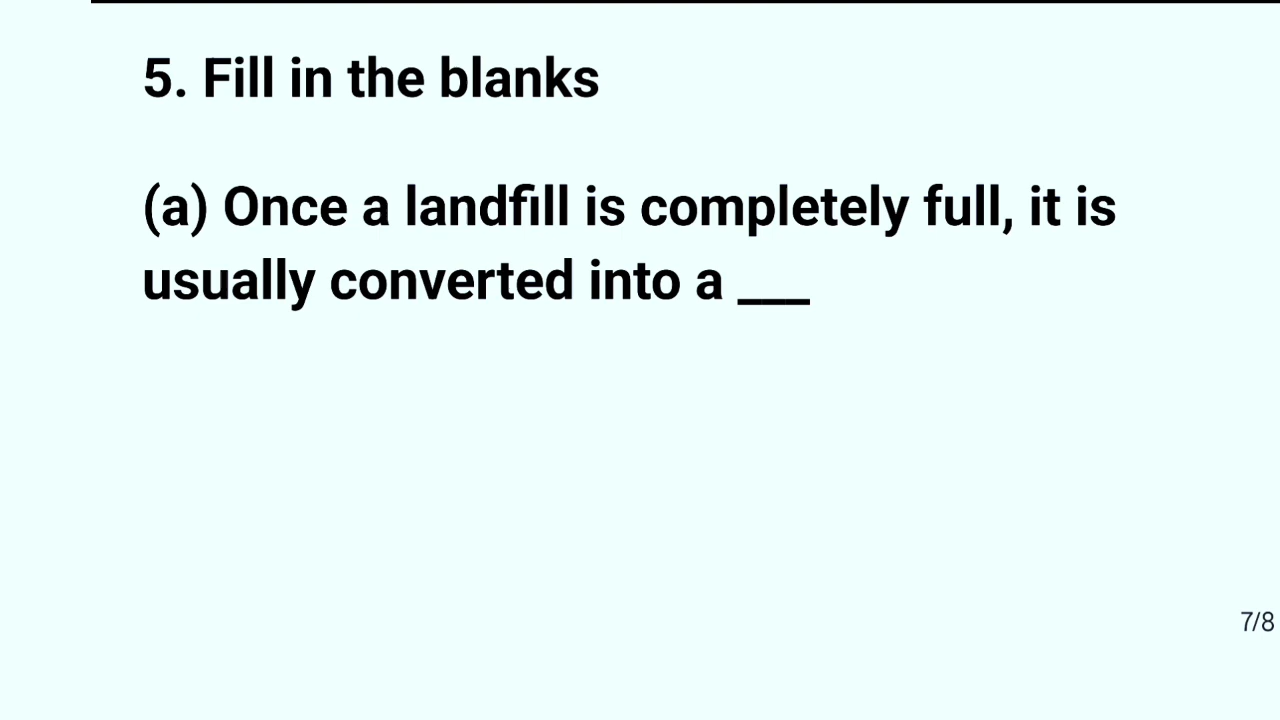 5. Fill in the blanks
(a) Once a landfill is completely full, it is
usually converted into a ___
7/8